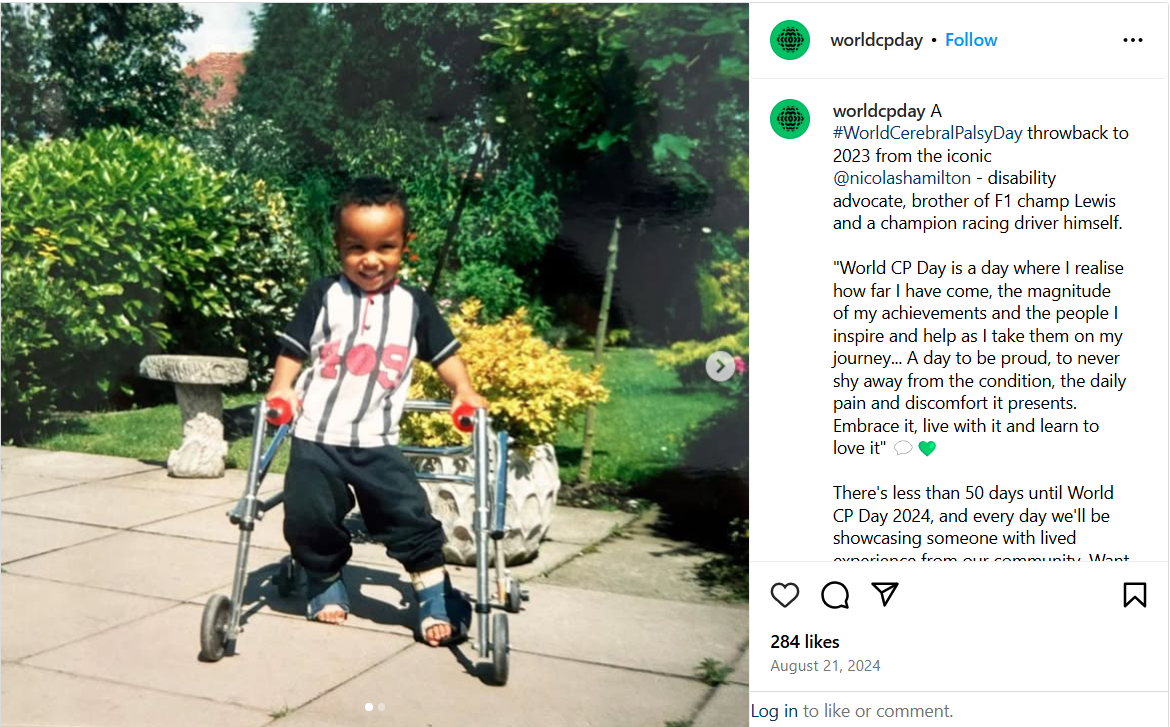 worldcpday • Follow
worldcpday A
#WorldCerebralPalsyDay throwback to
2023 from the iconic
@nicolashamilton - disability
advocate, brother of F1 champ Lewis
and a champion racing driver himself.
"World CP Day is a day where I realise
how far I have come, the magnitude
of my achievements and the people I
inspire and help as I take them on my
journey... A day to be proud, to never
shy away from the condition, the daily
pain and discomfort it presents.
Embrace it, live with it and learn to
love it" 💬💚
There's less than 50 days until World
CP Day 2024, and every day we'll be
showcasing someone with lived
experience from our community. Want
284 likes
August 21, 2024
Log in to like or comment.